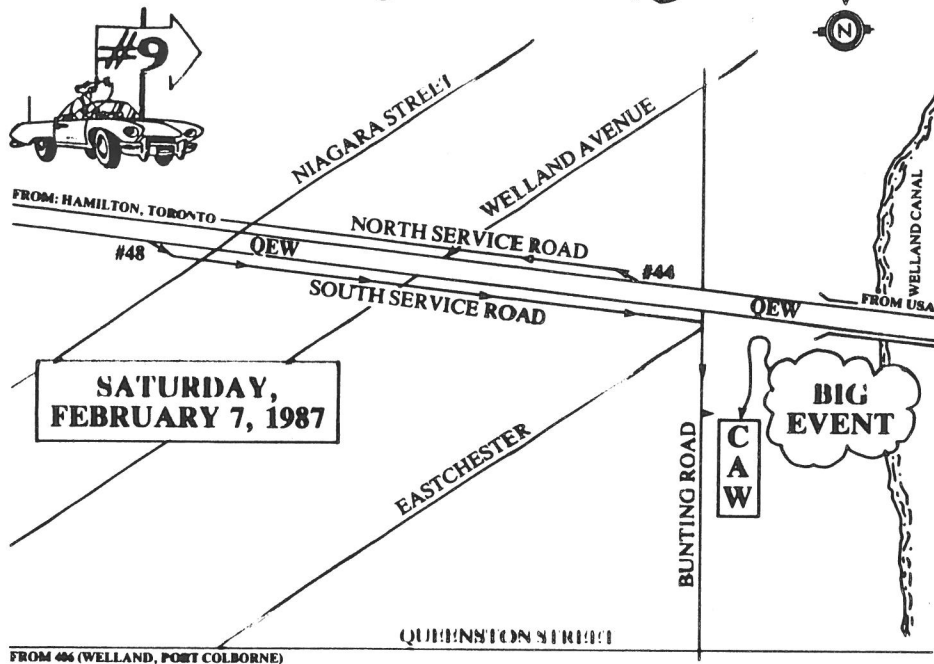 #9
N
NIAGARA STREET
WELLAND AVENUE
WELLAND CANAL
FROM: HAMILTON, TORONTO
NORTH SERVICE ROAD
QEW
#48
#44
SOUTH SERVICE ROAD
QEW
FROM USA
SATURDAY,
FEBRUARY 7, 1987
BIG
EVENT
C
A
W
EASTCHESTER
BUNTING ROAD
QUEENSTON STREET
FROM 406 (WELLAND, PORT COLBORNE)